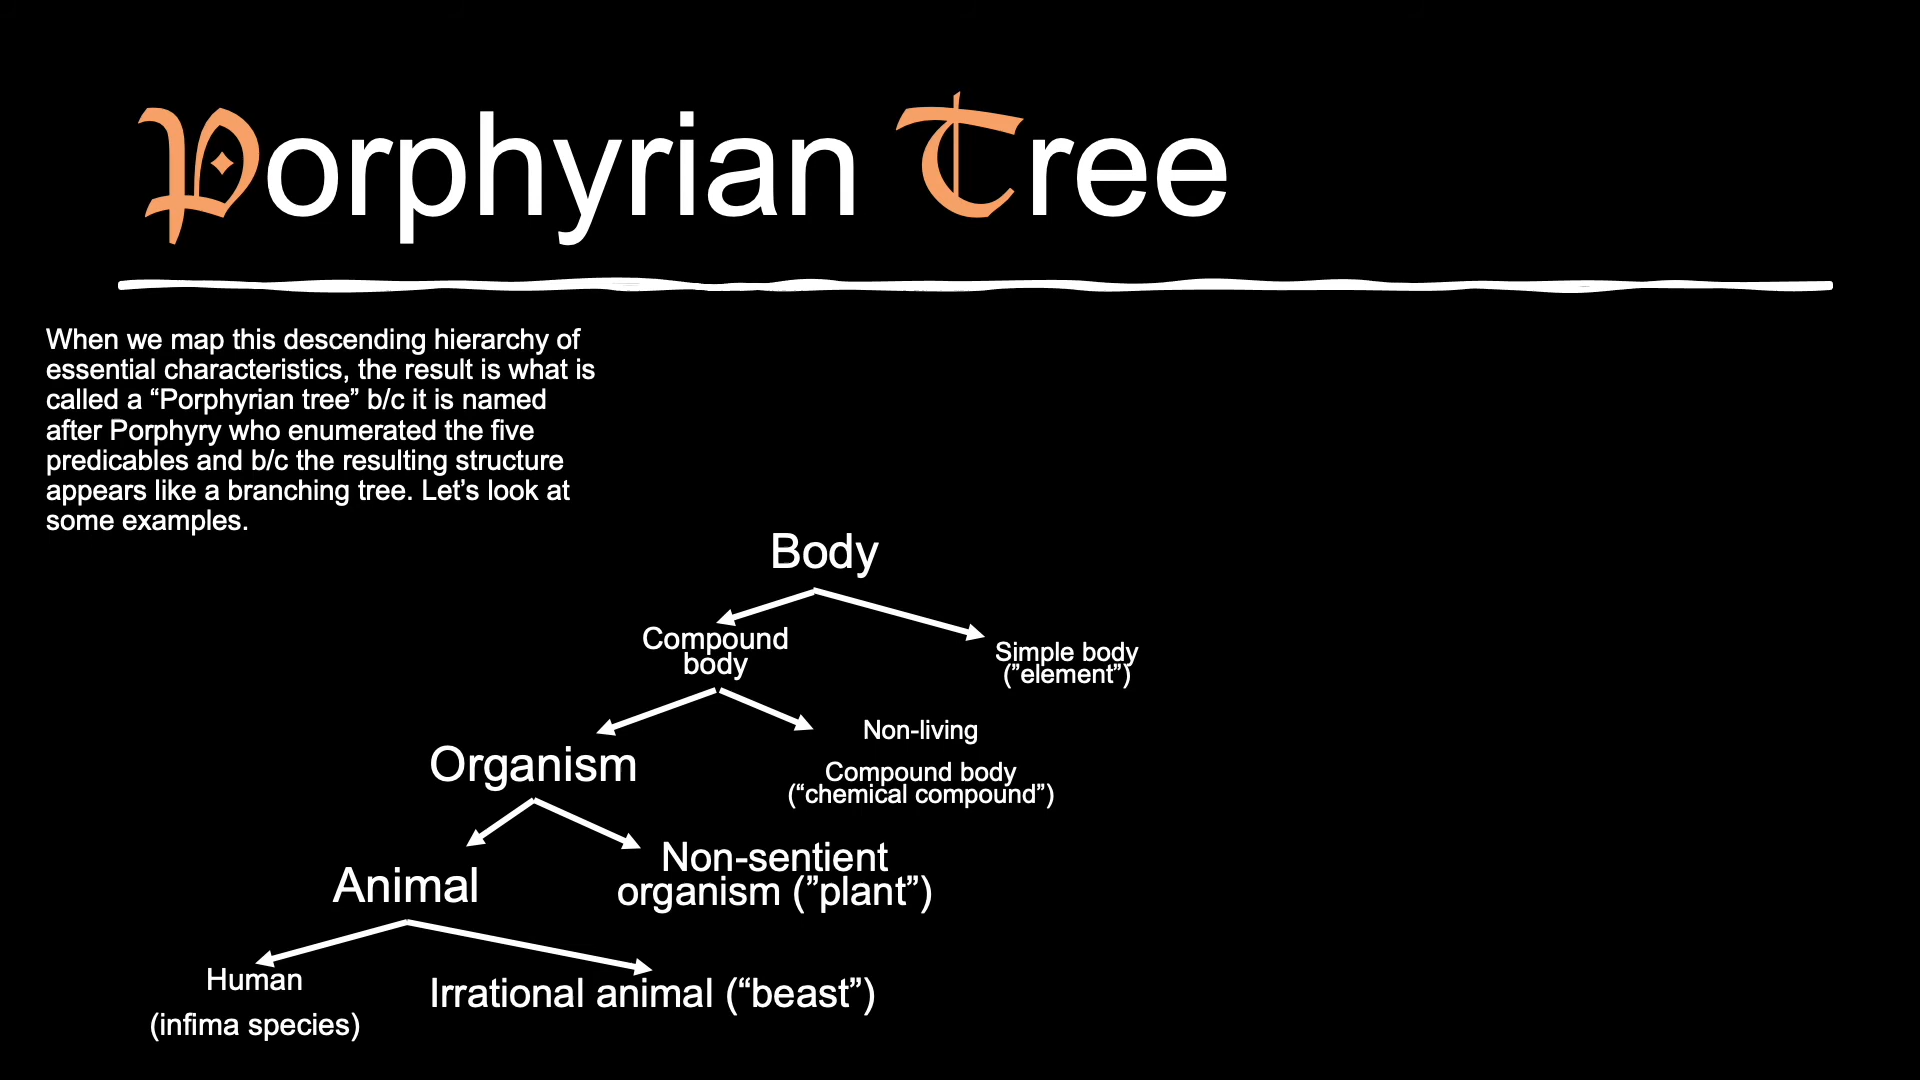 Porphyrian Tree
When we map this descending hierarchy of
essential characteristics, the result is what is
called a “Porphyrian tree” b/c it is named
after Porphyry who enumerated the five
predicables and b/c the resulting structure
appears like a branching tree. Let’s look at
some examples.
Body
Compound
body
Simple body
(”element”)
Organism
Non-living
Compound body
(“chemical compound”)
Animal
Non-sentient
organism (”plant”)
Human
(infima species)
Irrational animal (“beast”)